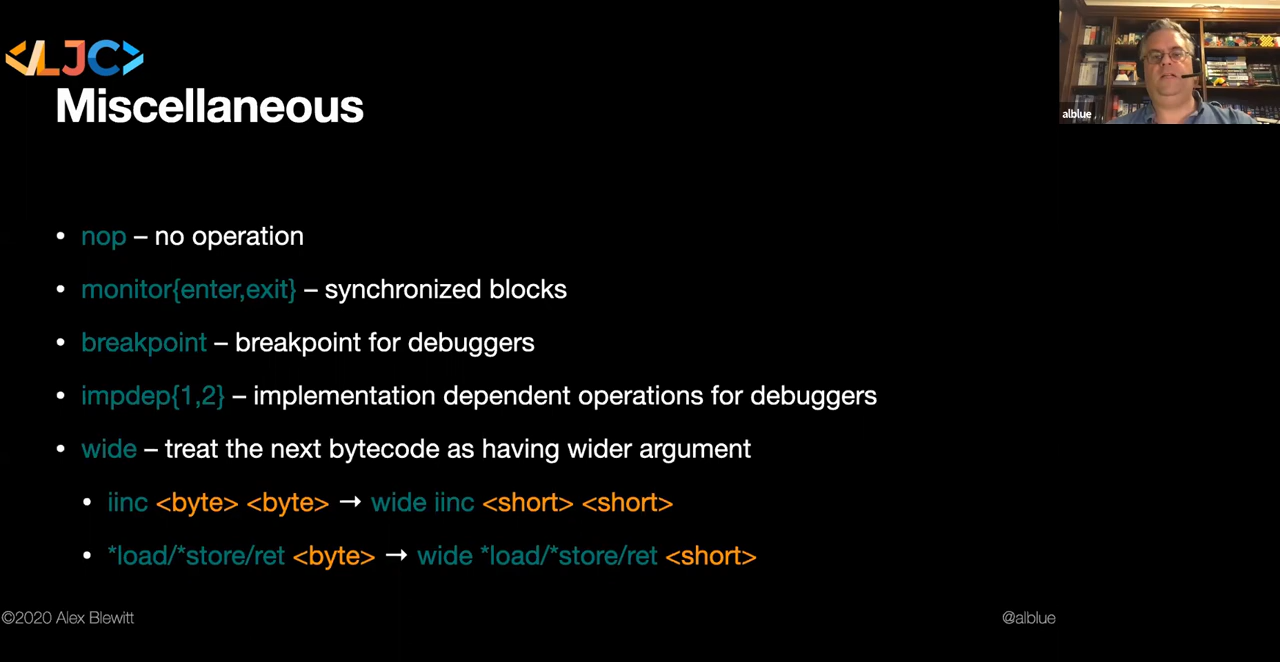 <LJC>
Miscellaneous
alblue
• nop – no operation
• monitor{enter,exit} – synchronized blocks
• breakpoint – breakpoint for debuggers
• impdep{1,2} – implementation dependent operations for debuggers
• wide – treat the next bytecode as having wider argument
• iinc <byte> <byte> → wide iinc <short> <short>
• *load/*store/ret <byte> → wide *load/*store/ret <short>
©2020 Alex Blewitt
@alblue